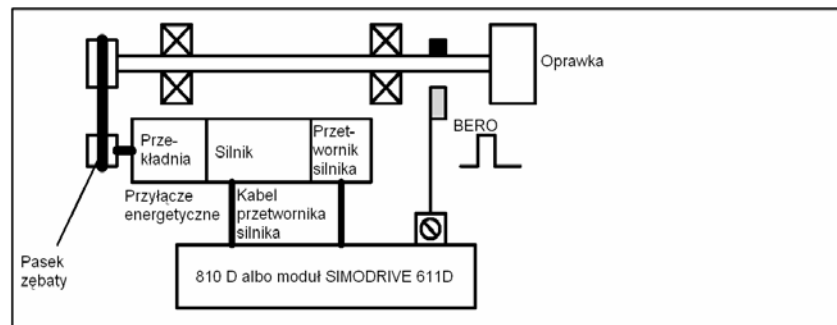 Oprawka
BERO
Prze-
kładnia
Silnik
Przet-
wornik
silnika
Przyłącze
energetyczne
Kabel
przetwornika
silnika
Pasek
zębaty
810 D albo moduł SIMODRIVE 611D